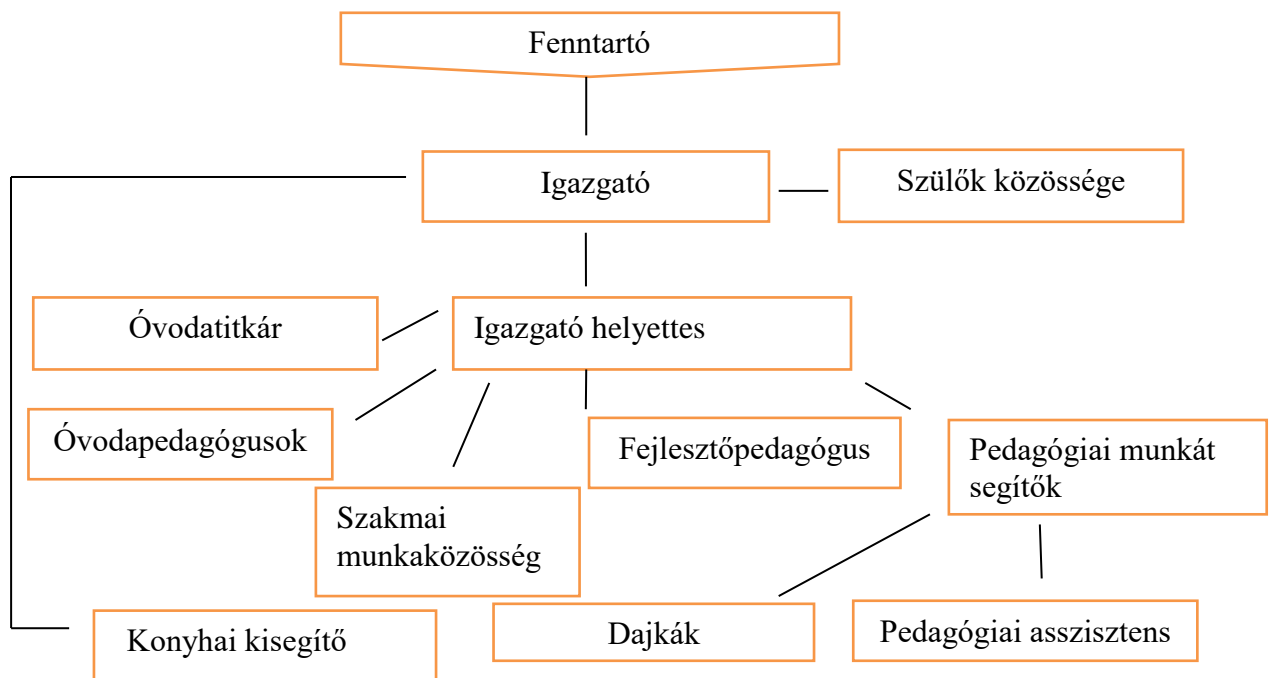 Fenntartó
Igazgató
Szülők közössége
Óvodatitkár
Igazgató helyettes
Óvodapedagógusok
Fejlesztőpedagógus
Pedagógiai munkát
segítők
Szakmai
munkaközösség
Konyhai kisegítő
Dajkák
Pedagógiai asszisztens